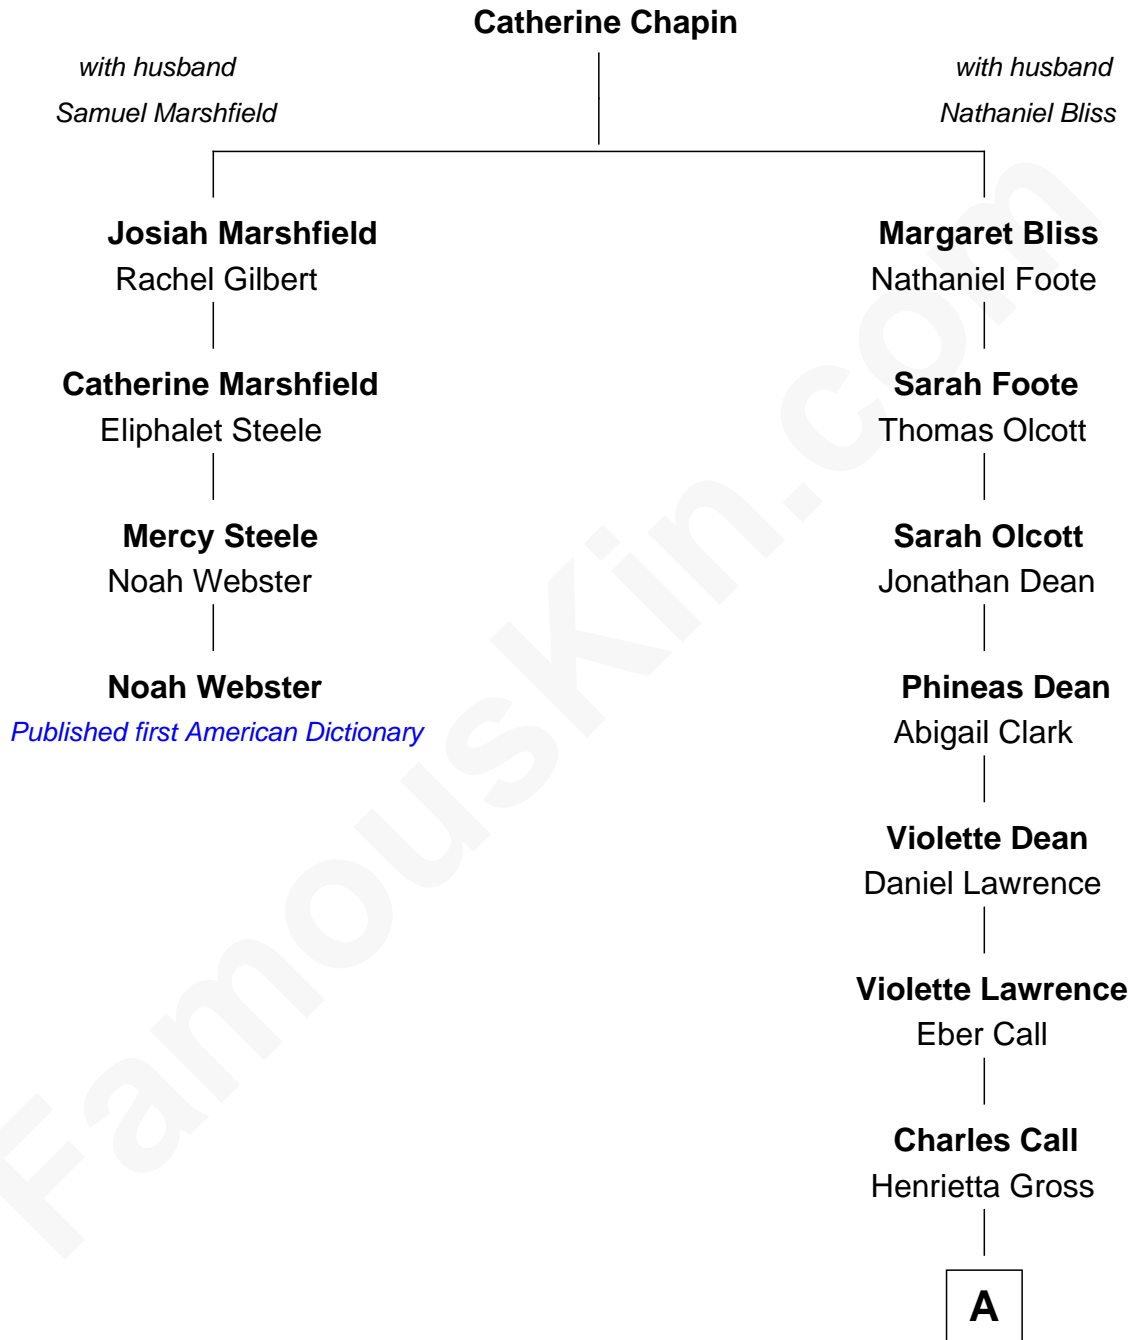 Catherine Chapin
with husband
Samuel Marshfield
with husband
Nathaniel Bliss
Josiah Marshfield
Rachel Gilbert
Margaret Bliss
Nathaniel Foote
Catherine Marshfield
Eliphalet Steele
Sarah Foote
Thomas Olcott
Mercy Steele
Noah Webster
Sarah Olcott
Jonathan Dean
Noah Webster
Published first American Dictionary
Phineas Dean
Abigail Clark
Violette Dean
Daniel Lawrence
Violette Lawrence
Eber Call
Charles Call
Henrietta Gross
A
FamousKin.com